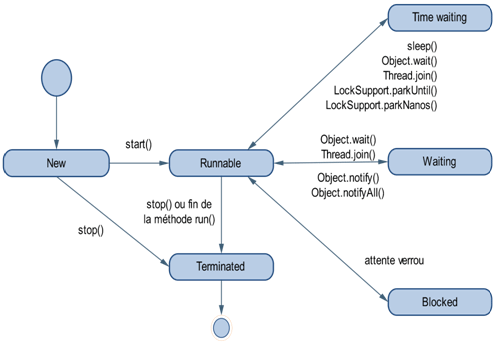 Time waiting
sleep()
Object.wait()
Thread.join()
LockSupport.parkUntil()
LockSupport.parkNanos()
start()
New
Runnable
Object.wait()
Thread.join()
Waiting
Object.notify()
Object.notifyAll()
stop() ou fin de
la méthode run()
stop()
Terminated
attente verrou
Blocked